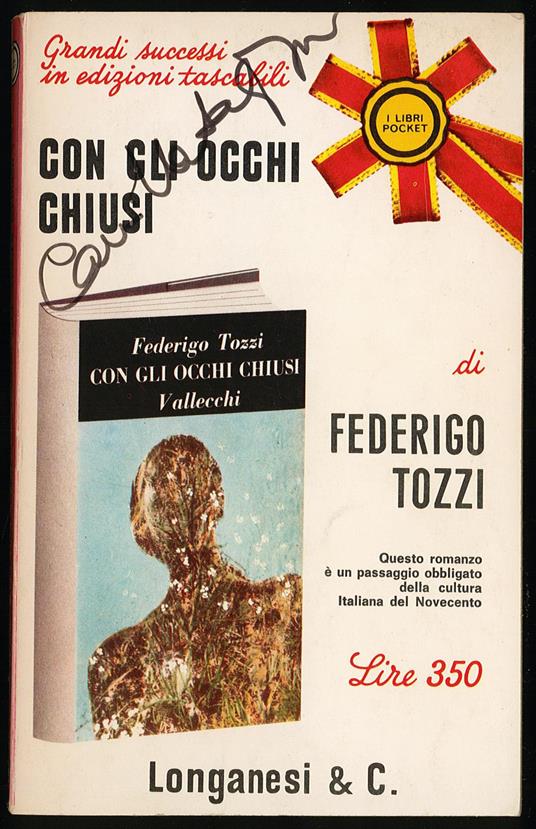 Grandi successi
in edizioni tascabili
I LIBRI
POCKET
CON GLI OCCHI
CHIUSI
Federigo Tozzi
CON GLI OCCHI CHIUSI
Vallecchi
di
FEDERIGO
TOZZI
Questo romanzo
è un passaggio obbligato
della cultura
Italiana del Novecento
Lire 350
Longanesi & C.